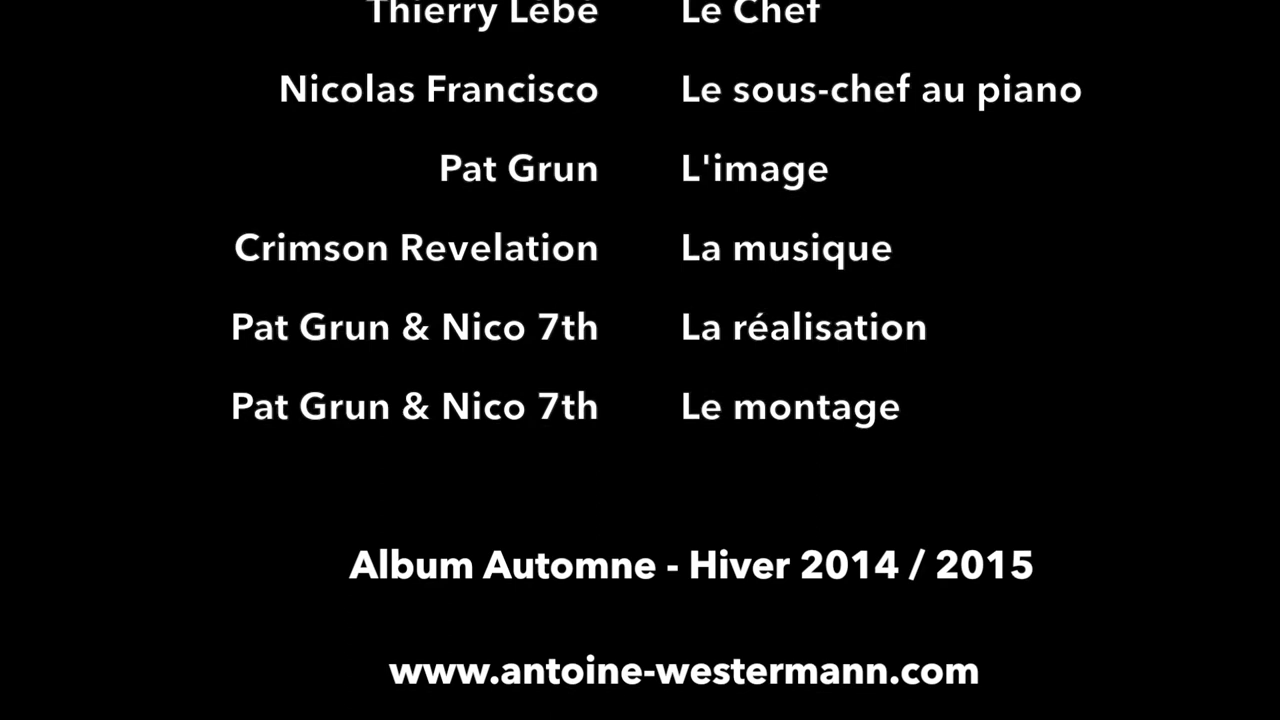 Thierry Lébé Le Chef
Nicolas Francisco Le sous-chef au piano
Pat Grun L'image
Crimson Revelation La musique
Pat Grun & Nico 7th La réalisation
Pat Grun & Nico 7th Le montage
Album Automne - Hiver 2014 / 2015
www.antoine-westermann.com